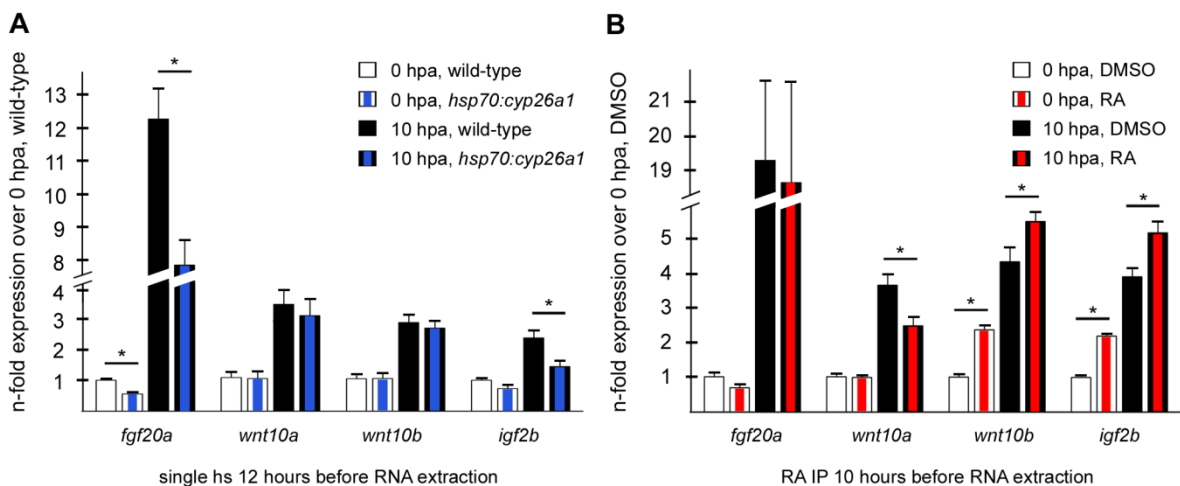 A
n-fold expression over 0 hpa, wild-type
13
12
11
10
9
8
4
3
2
1
*
*
*
0 hpa, wild-type
0 hpa, hsp70:cyp26a1
10 hpa, wild-type
10 hpa, hsp70:cyp26a1
fgf20a wnt10a wnt10b igf2b
single hs 12 hours before RNA extraction
B
n-fold expression over 0 hpa, DMSO
21
20
19
5
4
3
2
1
*
*
*
*
*
0 hpa, DMSO
0 hpa, RA
10 hpa, DMSO
10 hpa, RA
fgf20a wnt10a wnt10b igf2b
RA IP 10 hours before RNA extraction